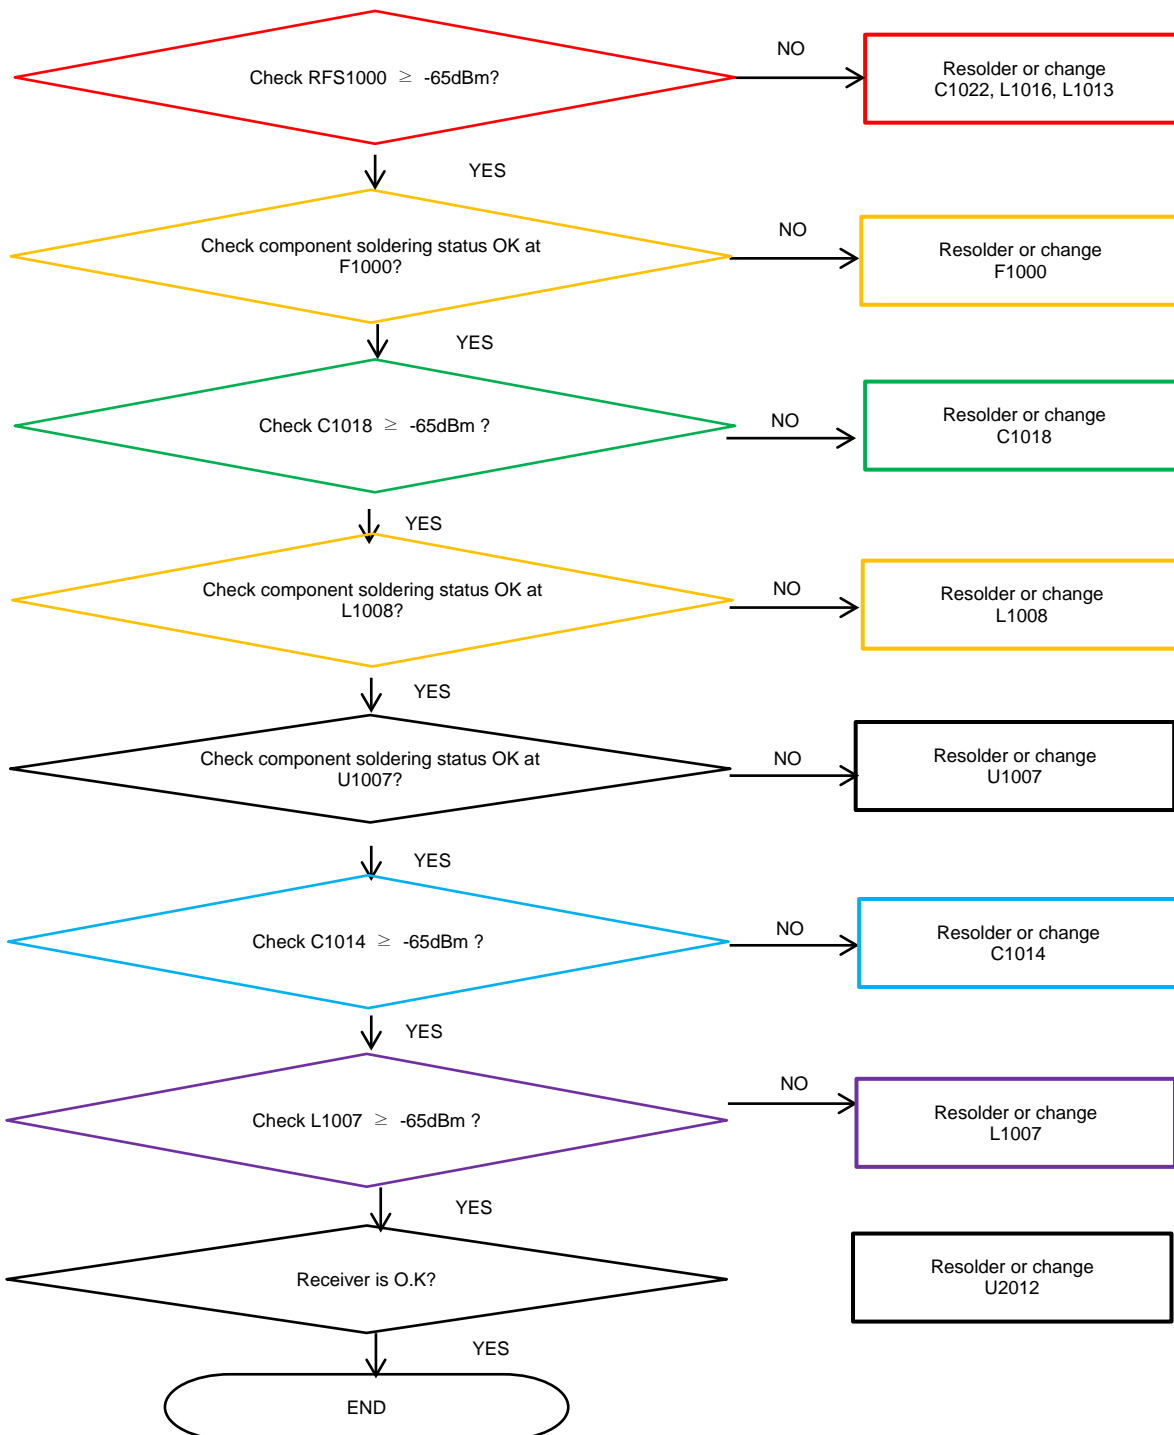 Check RFS1000 ≥ -65dBm?
NO
Resolder or change
C1022, L1016, L1013
YES
Check component soldering status OK at
F1000?
NO
Resolder or change
F1000
YES
Check C1018 ≥ -65dBm ?
NO
Resolder or change
C1018
YES
Check component soldering status OK at
L1008?
NO
Resolder or change
L1008
YES
Check component soldering status OK at
U1007?
NO
Resolder or change
U1007
YES
Check C1014 ≥ -65dBm ?
NO
Resolder or change
C1014
YES
Check L1007 ≥ -65dBm ?
NO
Resolder or change
L1007
YES
Receiver is O.K?
Resolder or change
U2012
YES
END